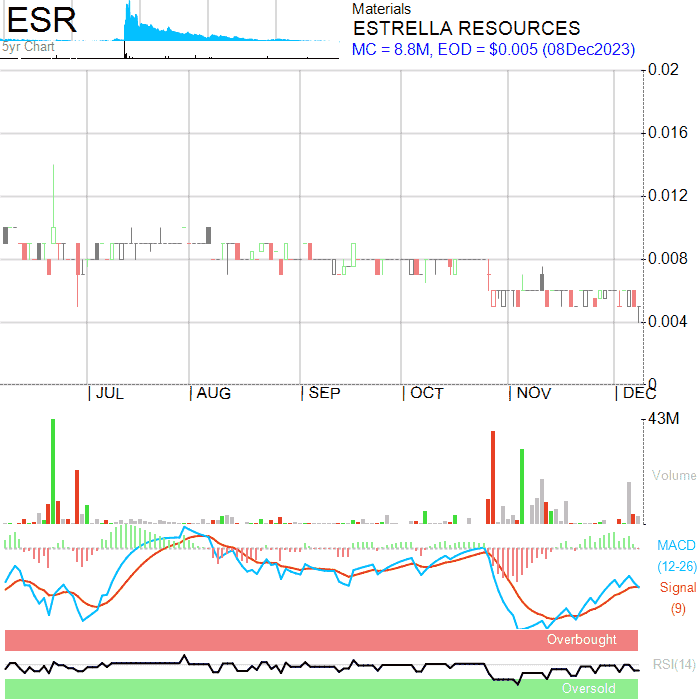 ESR
5yr Chart
Materials
ESTRELLA RESOURCES
MC = 8.8M, EOD = $0.005 (08Dec2023)
0.02
0.016
0.012
0.008
0.004
0
JUL AUG SEP OCT NOV DEC
43M
Volume
MACD
(12-26)
Signal
(9)
Overbought
RSI(14)
Oversold